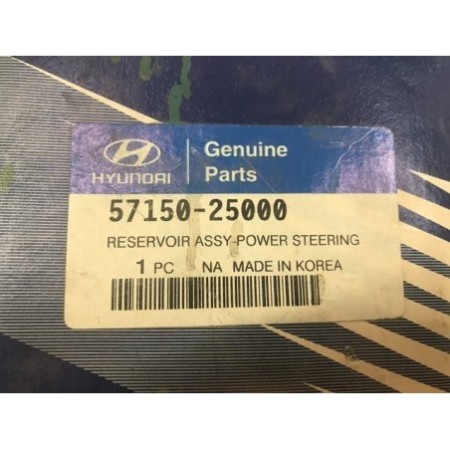 HYUNDAI
Genuine
Parts
57150-25000
RESERVOIR ASSY-POWER STEERING
1 PC NA MADE IN KOREA